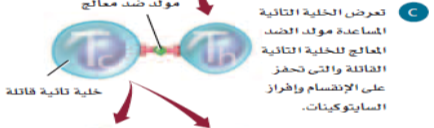 مولد ضد معالج
C
تعرض الخلية التائية
المساعدة مولد الضد
المعالج للخلية التائية
القاتلة والتي تحفز
على الإنقسام وإفراز
السايتوكينات.
Tc
Th
خلية تائية قاتلة